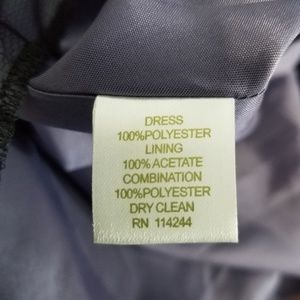 DRESS
100%POLYESTER
LINING
100% ACETATE
COMBINATION
100%POLYESTER
DRY CLEAN
RN 114244